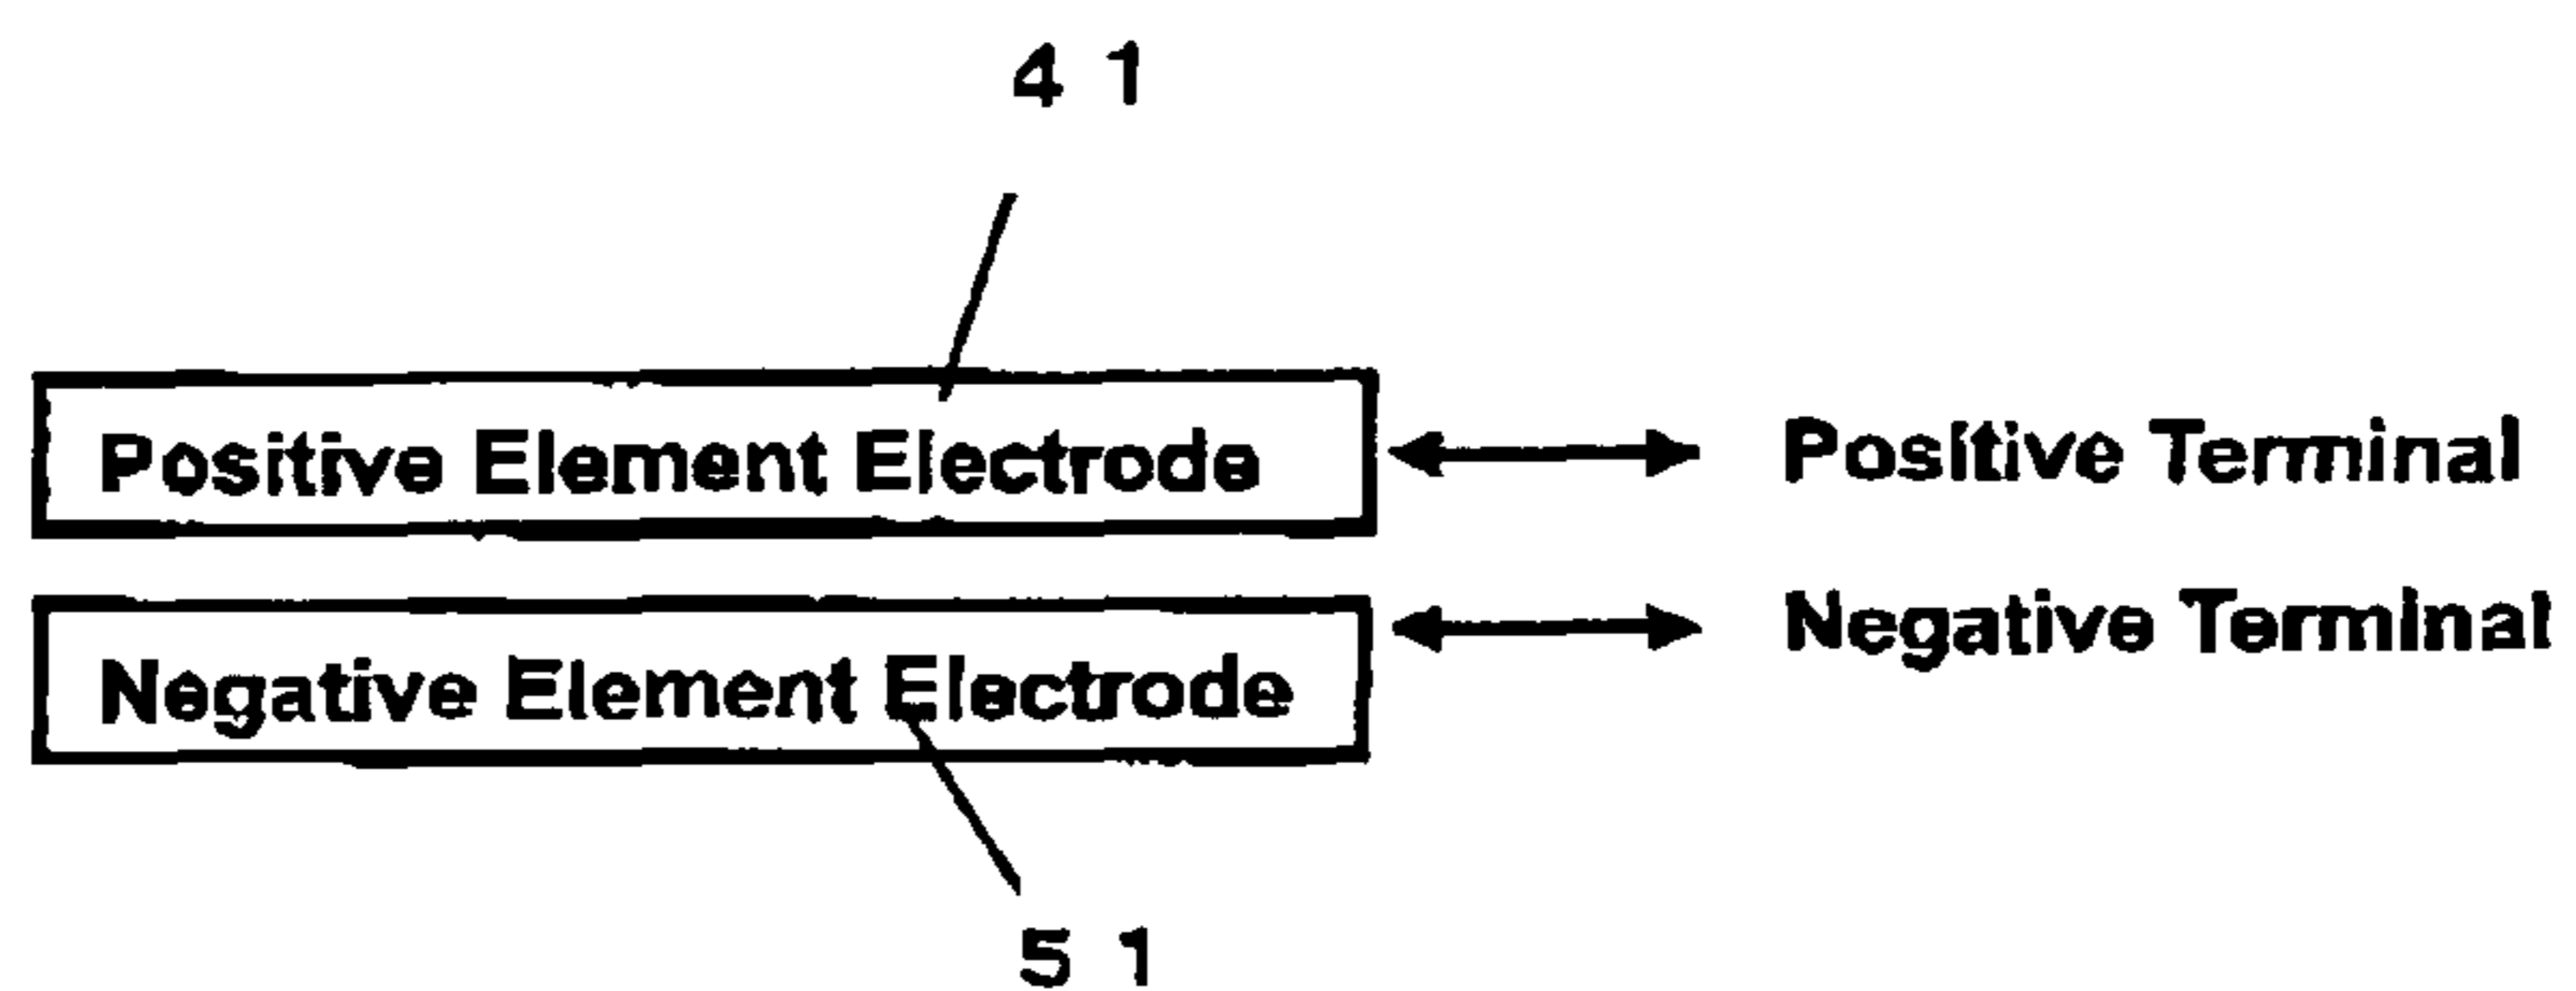 4 1
Positive Element Electrode
Positive Terminal
Negative Terminal
Negative Element Electrode
5 1